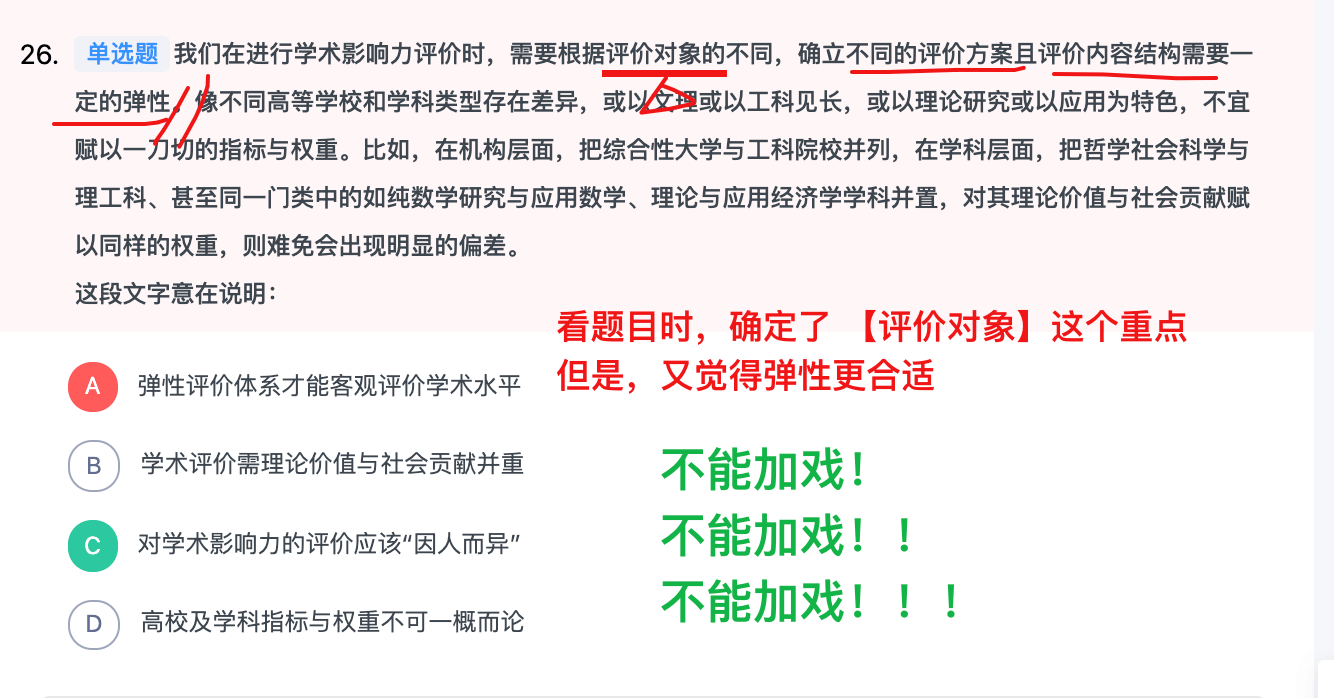 26. 单选题 我们在进行学术影响力评价时，需要根据评价对象的不同，确立不同的评价方案且评价内容结构需要一
定的弹性。像不同高等学校和学科类型存在差异，或以文理或以工科见长，或以理论研究或以应用为特色，不宜
赋以一刀切的指标与权重。比如，在机构层面，把综合性大学与工科院校并列，在学科层面，把哲学社会科学与
理工科、甚至同一门类中的如纯数学研究与应用数学、理论与应用经济学学科并置，对其理论价值与社会贡献赋
以同样的权重，则难免会出现明显的偏差。
这段文字意在说明：
看题目时，确定了 【评价对象】这个重点
但是，又觉得弹性更合适
A 弹性评价体系才能客观评价学术水平
B 学术评价需理论价值与社会贡献并重
C 对学术影响力的评价应该“因人而异”
D 高校及学科指标与权重不可一概而论
不能加戏！
不能加戏！！
不能加戏！！！